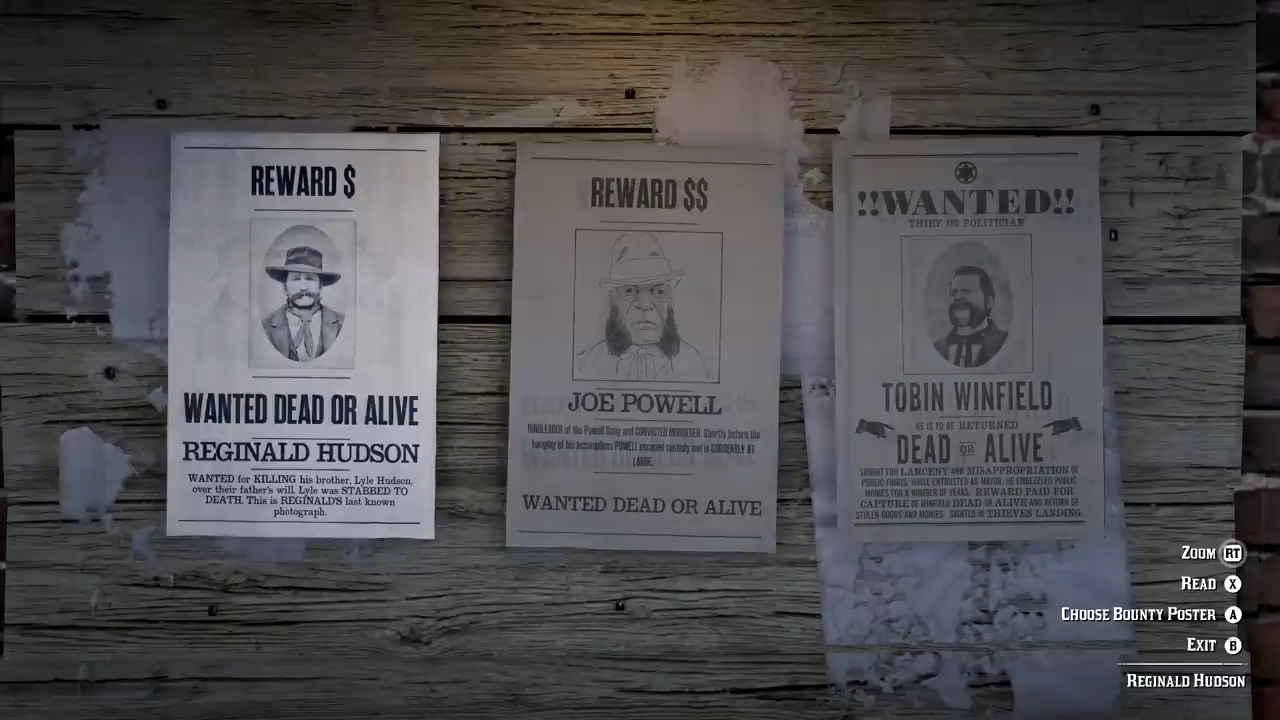 REWARD $
WANTED DEAD OR ALIVE
REGINALD HUDSON
WANTED for KILLING his brother, Lyle Hudson,
over their father's will. Lyle was STABBED TO
DEATH. This is REGINALD'S last known
photograph.
REWARD $$
JOE POWELL
RINGLEADER of the Powell Gang and CONVICTED MURDERER. Shortly before the
hanging of his accomplices POWELL escaped custody and is CURRENTLY AT
LARGE.
WANTED DEAD OR ALIVE
!!WANTED!!
THIEF AND POLITICIAN
TOBIN WINFIELD
HE IS TO BE RETURNED
DEAD OR ALIVE
SOUGHT FOR LARCENY AND MISAPPROPRIATION OF
PUBLIC FUNDS. WHILE ENTRUSTED AS MAYOR, HE EMBEZZLED PUBLIC
MONIES FOR A NUMBER OF YEARS. REWARD PAID FOR
CAPTURE OF WINFIELD DEAD OR ALIVE AND RETURN OF
STOLEN GOODS AND MONIES. SIGHTED IN THIEVES LANDING.
ZOOM RT
READ X
CHOOSE BOUNTY POSTER A
EXIT B
REGINALD HUDSON